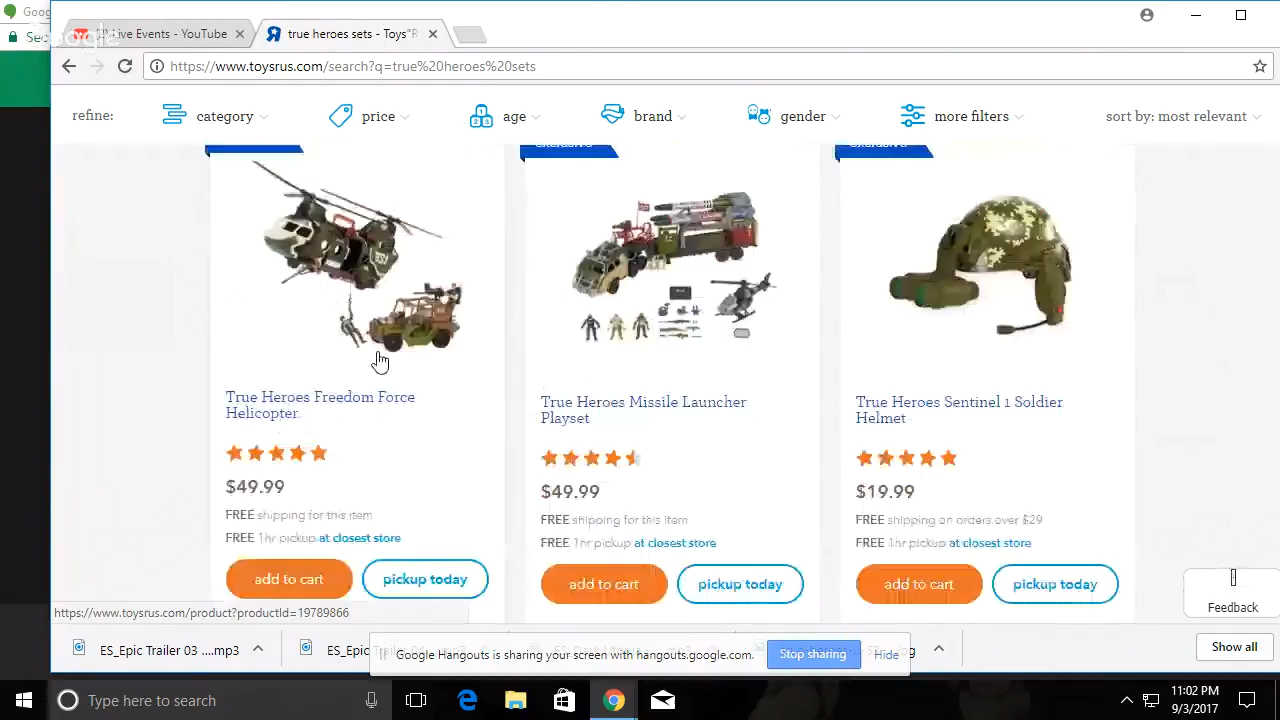 Goog
Live Events - YouTube
true heroes sets - Toys"R
Sec
Google
https://www.toysrus.com/search?q=true%20heroes%20sets
refine:
category
price
age
brand
gender
more filters
sort by: most relevant
exclusive
exclusive
True Heroes Freedom Force
Helicopter
$49.99
FREE shipping for this item
FREE 1hr pickup at closest store
add to cart
pickup today
True Heroes Missile Launcher
Playset
$49.99
FREE shipping for this item
FREE 1hr pickup at closest store
add to cart
pickup today
True Heroes Sentinel 1 Soldier
Helmet
$19.99
FREE shipping on orders over $29
FREE 1hr pickup at closest store
add to cart
pickup today
Feedback
https://www.toysrus.com/product?productId=19789866
ES_Epic Trailer 03 ....mp3
ES_Epi
Google Hangouts is sharing your screen with hangouts.google.com.
Stop sharing
Hide
Show all
Type here to search
11:02 PM
9/3/2017